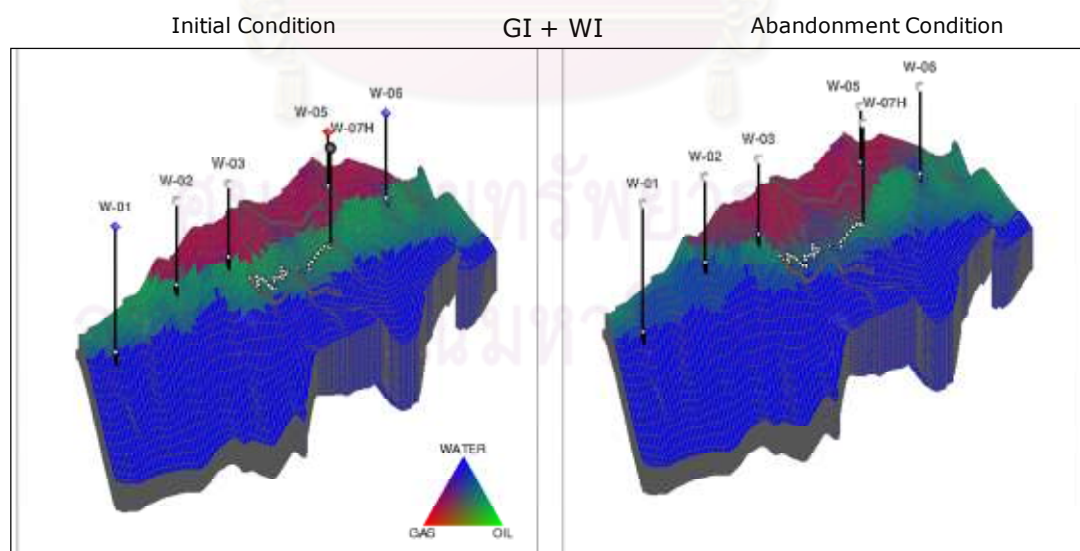 Initial Condition
GI + WI
Abandonment Condition
W-06
W-05
W-07H
W-03
W-02
W-01
WATER
GAS
OIL
W-06
W-05
W-07H
W-03
W-02
W-01